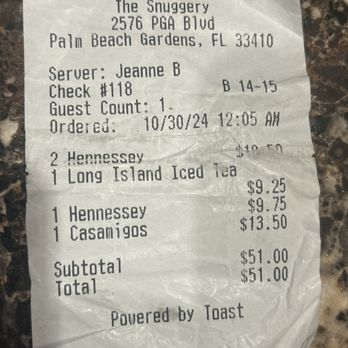 The Snuggery
2576 PGA Blvd
Palm Beach Gardens, FL 33410
Server: Jeanne B
Check #118 B 14-15
Guest Count: 1
Ordered: 10/30/24 12:05 AM
2 Hennessey
1 Long Island Iced Tea
$9.25
1 Hennessey $9.75
1 Casamigos $13.50
Subtotal $51.00
Total $51.00
Powered by Toast